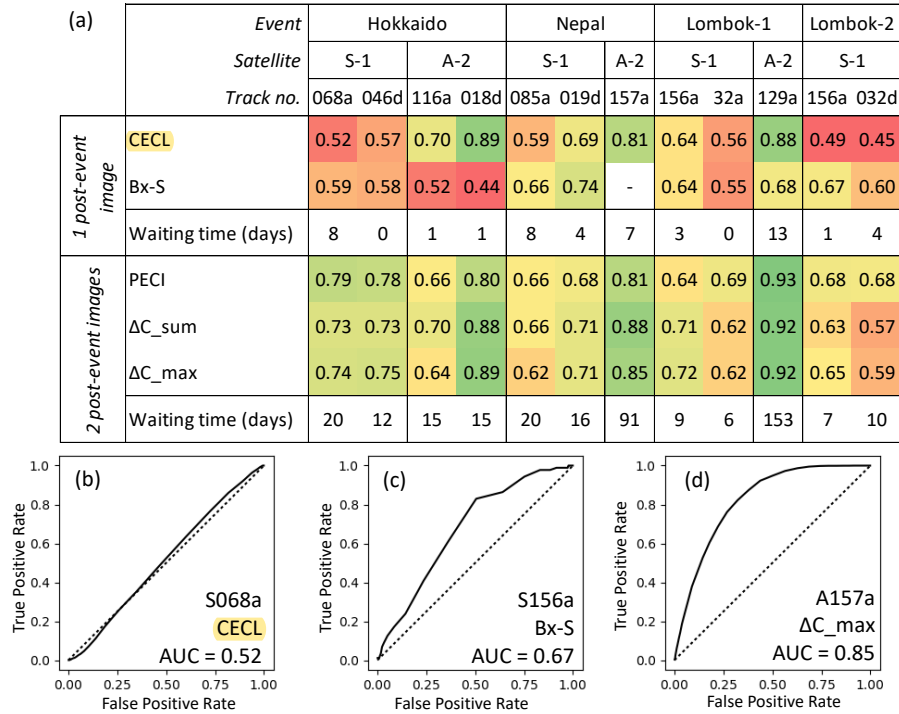 (a)
Event Hokkaido Nepal Lombok-1 Lombok-2
Satellite S-1 A-2 S-1 A-2 S-1 A-2 S-1
Track no. 068a 046d 116a 018d 085a 019d 157a 156a 32a 129a 156a 032d
1 post-event image
CECL 0.52 0.57 0.70 0.89 0.59 0.69 0.81 0.64 0.56 0.88 0.49 0.45
Bx-S 0.59 0.58 0.52 0.44 0.66 0.74 - 0.64 0.55 0.68 0.67 0.60
Waiting time (days) 8 0 1 1 8 4 7 3 0 13 1 4
2 post-event images
PECI 0.79 0.78 0.66 0.80 0.66 0.68 0.81 0.64 0.69 0.93 0.68 0.68
ΔC_sum 0.73 0.73 0.70 0.88 0.66 0.71 0.88 0.71 0.62 0.92 0.63 0.57
ΔC_max 0.74 0.75 0.64 0.89 0.62 0.71 0.85 0.72 0.62 0.92 0.65 0.59
Waiting time (days) 20 12 15 15 20 16 91 9 6 153 7 10
(b)
True Positive Rate
1.0
0.8
0.6
0.4
0.2
0.0
S068a
CECL
AUC = 0.52
0.00 0.25 0.50 0.75 1.00
False Positive Rate
(c)
True Positive Rate
1.0
0.8
0.6
0.4
0.2
0.0
S156a
Bx-S
AUC = 0.67
0.00 0.25 0.50 0.75 1.00
False Positive Rate
(d)
True Positive Rate
1.0
0.8
0.6
0.4
0.2
0.0
A157a
ΔC_max
AUC = 0.85
0.00 0.25 0.50 0.75 1.00
False Positive Rate